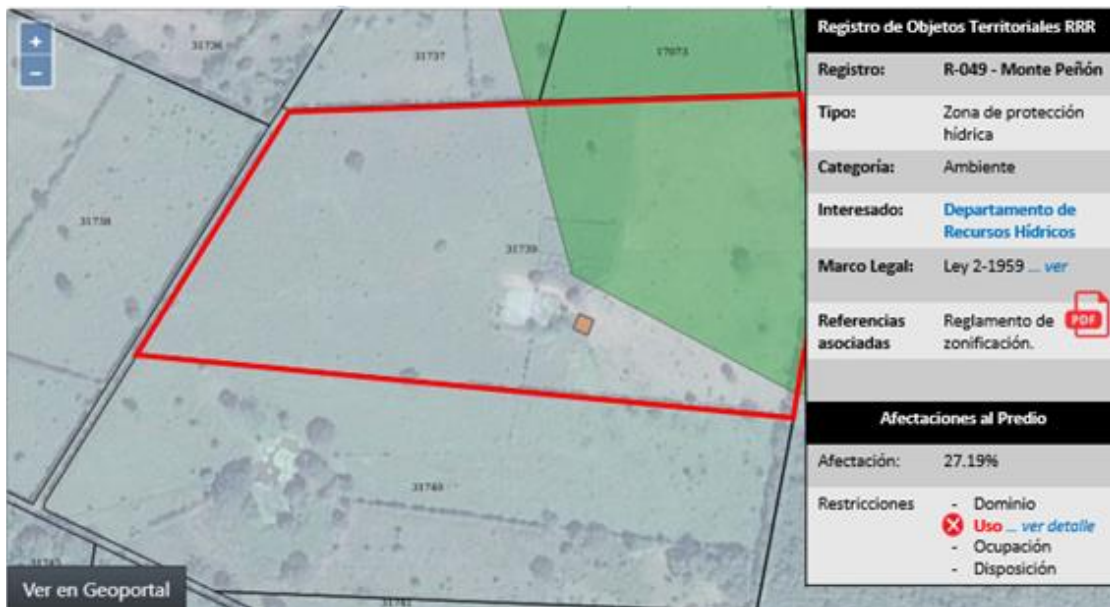 +
−
31736
31737
17073
31738
31739
31740
31741
Ver en Geoportal
Registro de Objetos Territoriales RRR
Registro: R-049 - Monte Peñón
Tipo: Zona de protección
hídrica
Categoría: Ambiente
Interesado: Departamento de
Recursos Hídricos
Marco Legal: Ley 2-1959 ... ver
Referencias Reglamento de
asociadas zonificación.
PDF
Afectaciones al Predio
Afectación: 27.19%
Restricciones - Dominio
Uso ... ver detalle
- Ocupación
- Disposición